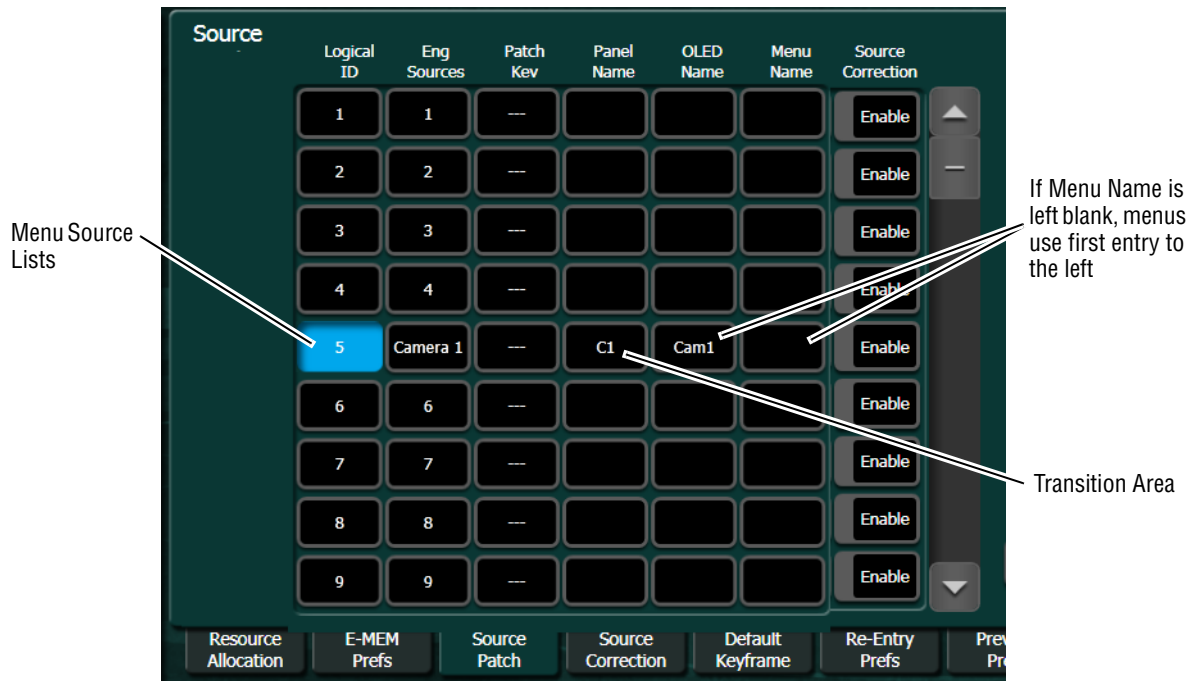 Source
Logical ID Eng Sources Patch Kev Panel Name OLED Name Menu Name Source Correction
1 1 --- Enable
2 2 --- Enable
3 3 --- Enable
4 4 --- Enable
5 Camera 1 --- C1 Cam1 Enable
6 6 --- Enable
7 7 --- Enable
8 8 --- Enable
9 9 --- Enable
Menu Source
Lists
If Menu Name is
left blank, menus
use first entry to
the left
Transition Area
Resource Allocation E-MEM Prefs Source Patch Source Correction Default Keyframe Re-Entry Prefs